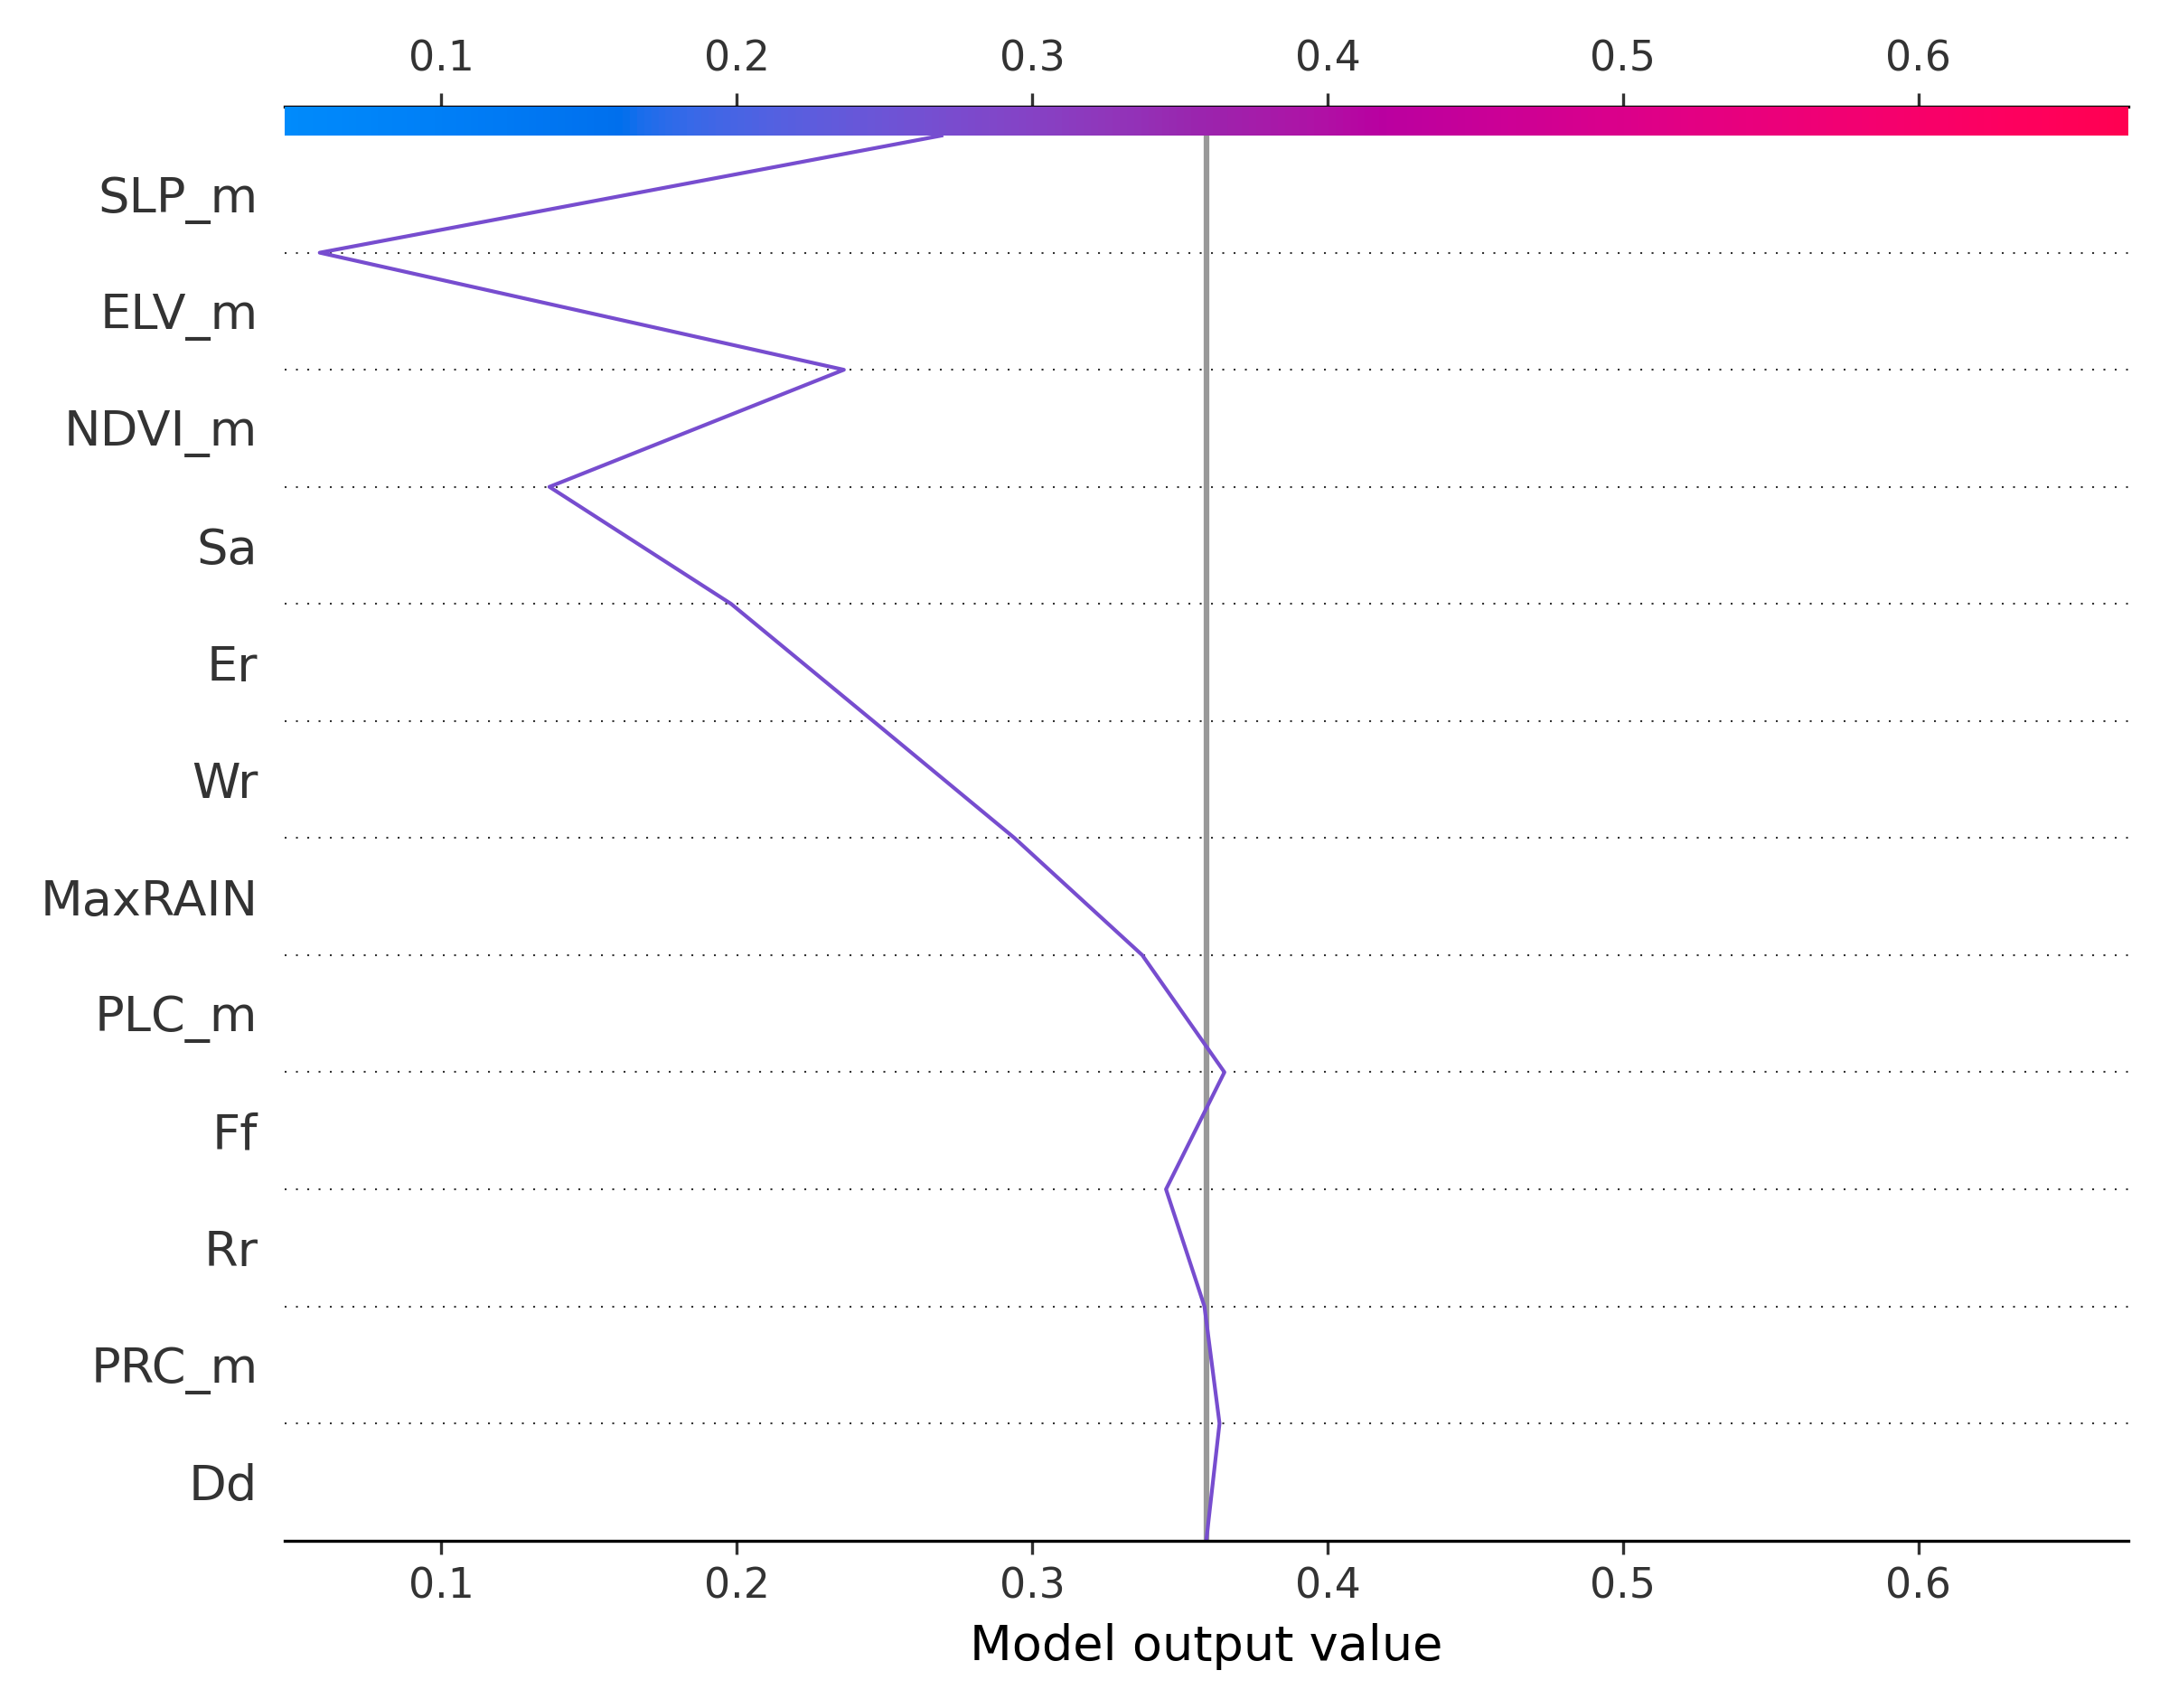 0.1 0.2 0.3 0.4 0.5 0.6
SLP_m
ELV_m
NDVI_m
Sa
Er
Wr
MaxRAIN
PLC_m
Ff
Rr
PRC_m
Dd
0.1 0.2 0.3 0.4 0.5 0.6
Model output value